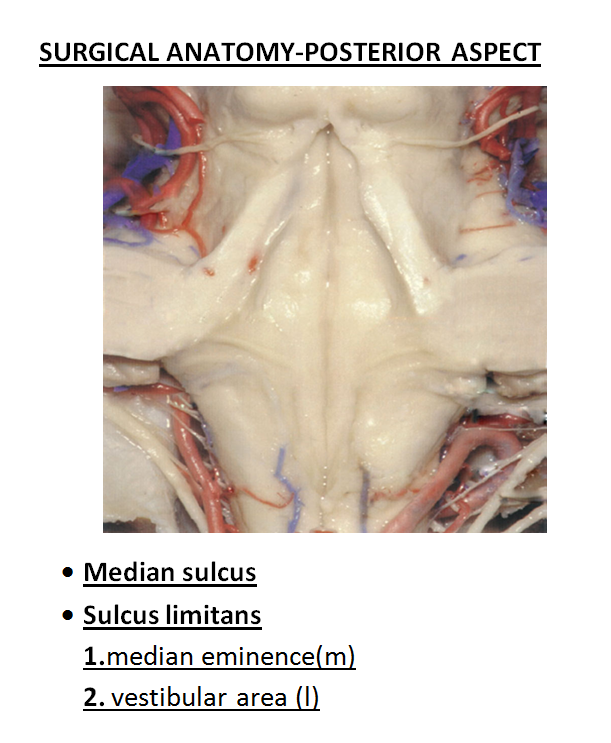 SURGICAL ANATOMY-POSTERIOR ASPECT
• Median sulcus
• Sulcus limitans
1.median eminence(m)
2. vestibular area (l)